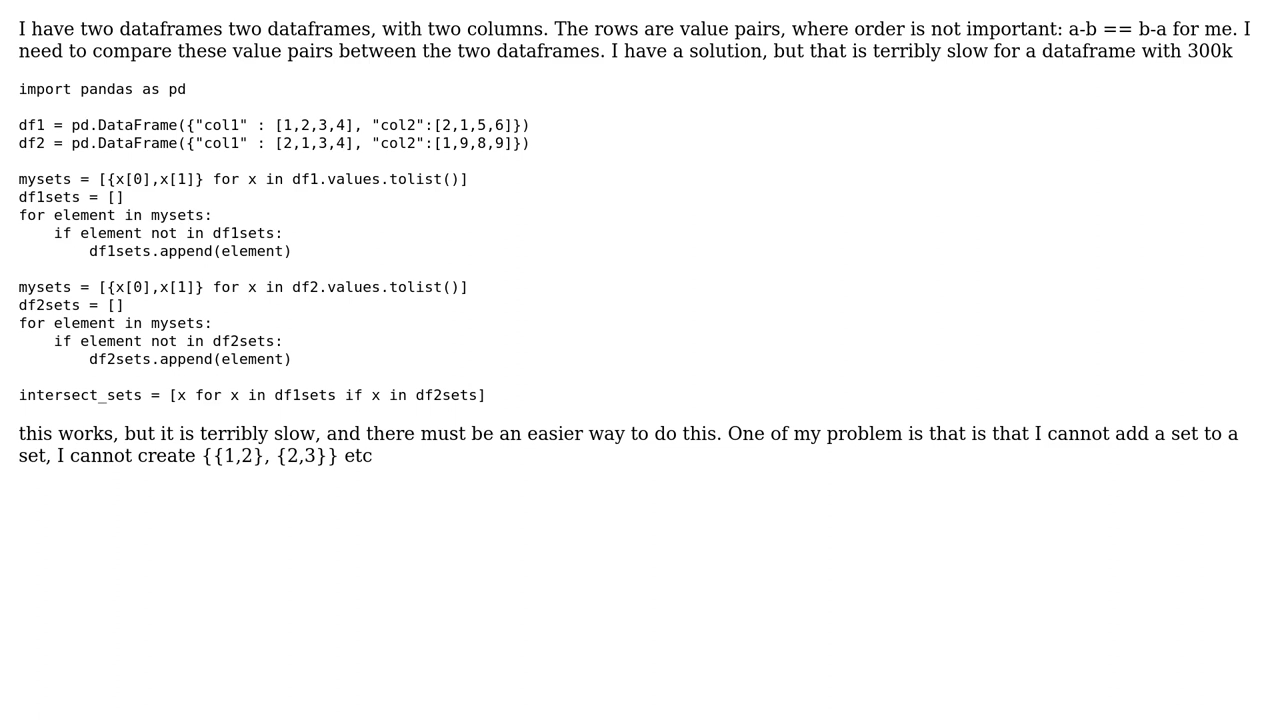 I have two dataframes two dataframes, with two columns. The rows are value pairs, where order is not important: a-b == b-a for me. I
need to compare these value pairs between the two dataframes. I have a solution, but that is terribly slow for a dataframe with 300k
import pandas as pd
df1 = pd.DataFrame({"col1" : [1,2,3,4], "col2":[2,1,5,6]})
df2 = pd.DataFrame({"col1" : [2,1,3,4], "col2":[1,9,8,9]})
mysets = [{x[0],x[1]} for x in df1.values.tolist()]
df1sets = []
for element in mysets:
    if element not in df1sets:
        df1sets.append(element)
mysets = [{x[0],x[1]} for x in df2.values.tolist()]
df2sets = []
for element in mysets:
    if element not in df2sets:
        df2sets.append(element)
intersect_sets = [x for x in df1sets if x in df2sets]
this works, but it is terribly slow, and there must be an easier way to do this. One of my problem is that is that I cannot add a set to a
set, I cannot create {{1,2}, {2,3}} etc